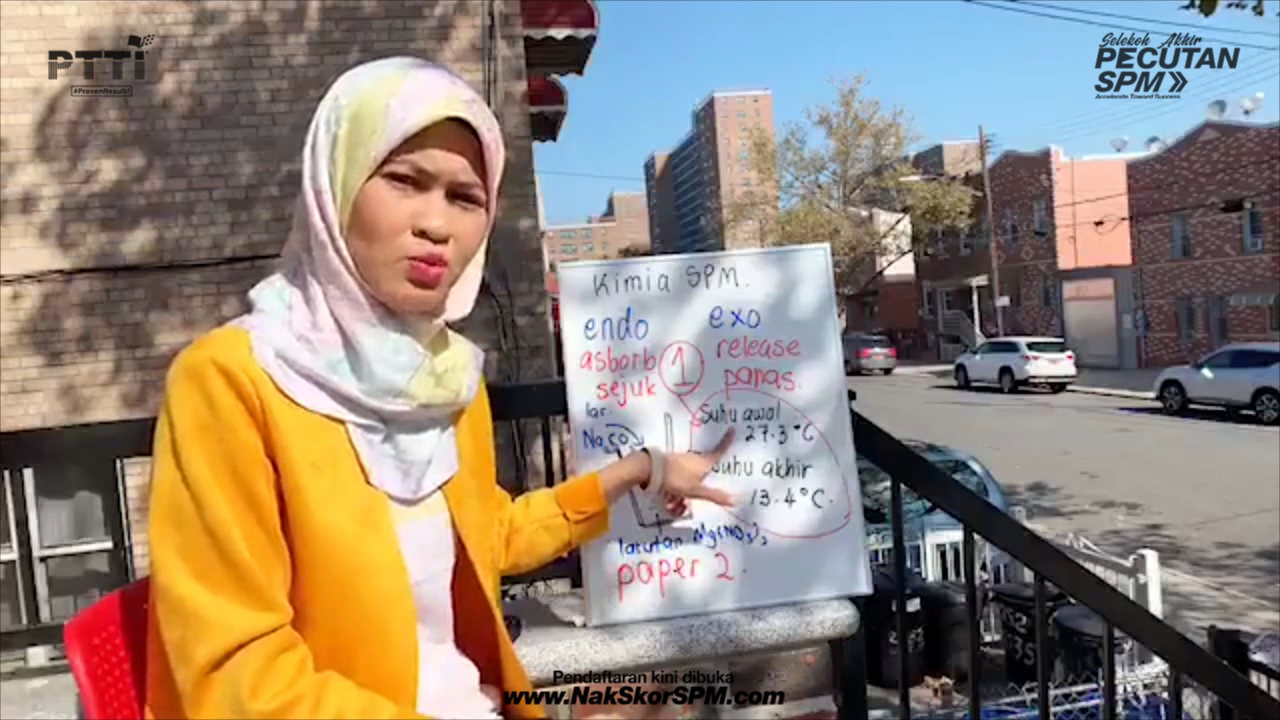 PTTI
#ProvenResult!
Selekoh Akhir
PECUTAN
SPM
Accelerate Toward Success
Kimia SPM.
endo exo
asborb 1 release
sejuk panas.
lar. Suhu awal
27.3°C
Suhu akhir
13.4°C.
larutan Mg(NO3)2
paper 2.
Pendaftaran kini dibuka
www.NakSkorSPM.com